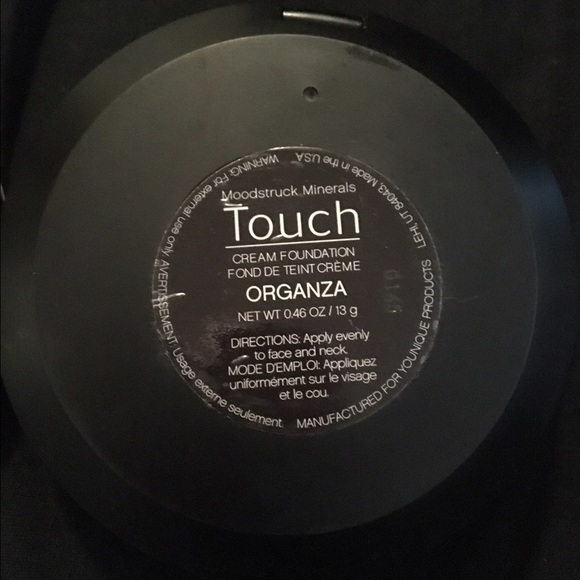 Moodstruck Minerals
Touch
CREAM FOUNDATION
FOND DE TEINT CRÈME
ORGANZA
NET WT 0.46 OZ / 13 g
DIRECTIONS: Apply evenly
to face and neck.
MODE D'EMPLOI: Appliquez
uniformément sur le visage
et le cou.
WARNING: For external use only. AVERTISSEMENT: Usage externe seulement.
MANUFACTURED FOR YOUNIQUE PRODUCTS
LEHI, UT 84043, Made in the USA